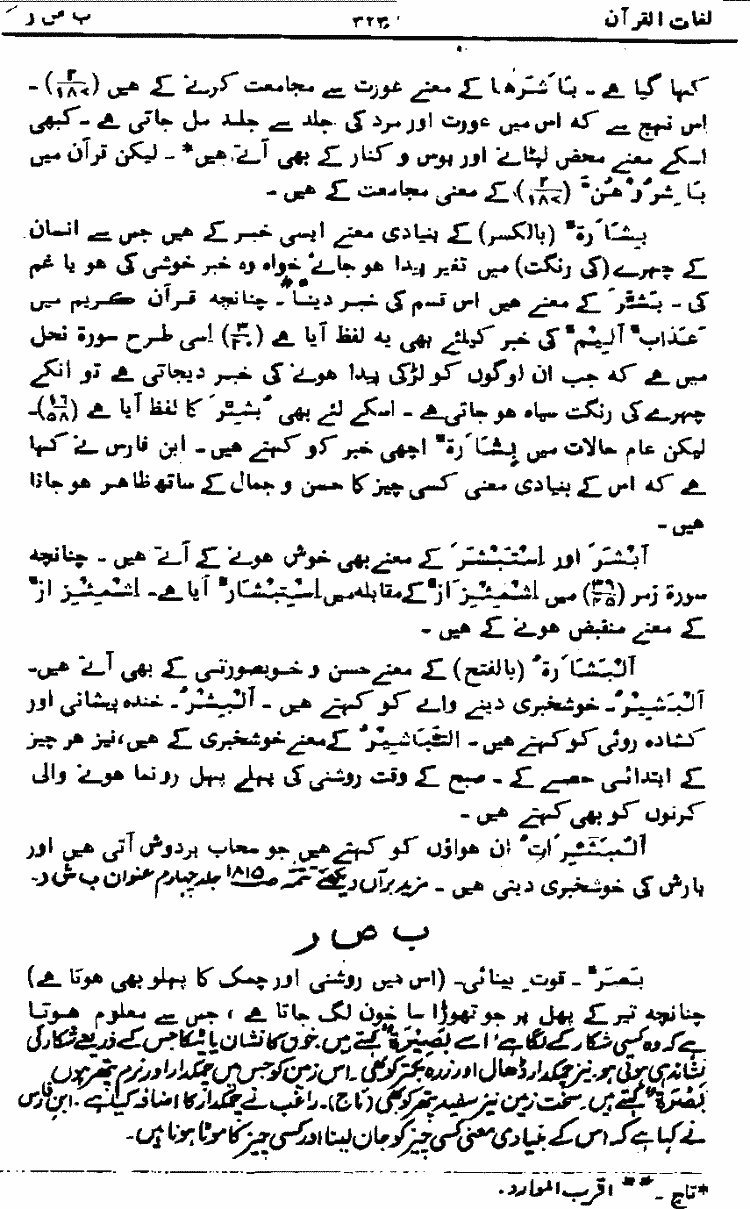 لغات القرآن ۳۲۳ ب ص ر
کہا گیا ہے ۔ بَاشَرَھَا کے معنے عورت سے مجامعت کرنے کے ھیں (۲/۱۸۷) ۔
اس نہج سے کہ اس میں عورت اور مرد کی جلد سے جلد مل جاتی ہے ۔ کبھی
اسکے معنے محض لپٹانے اور بوس و کنار کے بھی آتے ھیں* ۔ لیکن قرآن میں
بَاشِرُوْھُنَّ (۲/۱۸۷) کے معنی مجامعت کے ھیں ۔
بِشَارَۃٌ (بالکسر) کے بنیادی معنے ایسی خبر کے ھیں جس سے انسان
کے چہرے (کی رنگت) میں تغیر پیدا ھو جائے خواہ وہ خبر خوشی کی ھو یا غم
کی ۔ بَشَّرَ کے معنے ھیں اس قسم کی خبر دینا** ۔ چنانچہ قرآن کریم میں
عَذَابٌ اَلِیْمٌ کی خبر کیلئے بھی یہ لفظ آیا ہے (۳/۲۰) اسی طرح سورۃ نحل
میں ہے کہ جب ان لوگوں کو لڑکی پیدا ھونے کی خبر دیجاتی ہے تو انکے
چہرے کی رنگت سیاہ ھو جاتی ہے ۔ اسکے لئے بھی بُشِّرَ کا لفظ آیا ہے (۱۶/۵۸)۔
لیکن عام حالات میں بِشَارَۃٌ اچھی خبر کو کہتے ھیں ۔ ابن فارس نے کہا
ہے کہ اس کے بنیادی معنی کسی چیز کا حسن و جمال کے ساتھ ظاھر ھو جانا
ھیں ۔
اَبْشَرَ اور اِسْتَبْشَرَ کے معنے بھی خوش ھونے کے آتے ھیں ۔ چنانچہ
سورۃ زمر (۳۹/۴۵) میں اِشْمِئْزَازٌ کے مقابلہ میں اِسْتِبْشَارٌ آیا ہے ۔ اِشْمِئْزَازٌ
کے معنے منقبض ھونے کے ھیں ۔
اَلْبَشَارَۃُ (بالفتح) کے معنے حسن و خوبصورتی کے بھی آتے ھیں۔
اَلْبَشِیْرُ۔ خوشخبری دینے والے کو کہتے ھیں ۔ اَلْبِشْرُ۔ خندہ پیشانی اور
کشادہ روئی کو کہتے ھیں ۔ اَلتَّبَاشِیْرُ کے معنے خوشخبری کے ھیں، نیز ھر چیز
کے ابتدائی حصے کے ۔ صبح کے وقت روشنی کی پہلے پہل رونما ھونے والی
کرنوں کو بھی کہتے ھیں ۔
اَلْمُبَشِّرَاتُ ان ھواؤں کو کہتے ھیں جو سحاب بردوش آتی ھیں اور
بارش کی خوشخبری دیتی ھیں ۔ مزید برآں دیکھئے تتمہ ص۱۸۱۵ جلد چہارم عنوان ب ش ر۔
ب ص ر
بَصَرٌ ۔ قوتِ بینائی۔ (اس میں روشنی اور چمک کا پہلو بھی ھوتا ہے)
چنانچہ تیر کے پھل پر جو تھوڑا سا خون لگ جاتا ہے ، جس سے معلوم ھوتا
ہے کہ وہ کسی شکار کے لگا ہے، اسے بَصِیْرَۃٌ کہتے ہیں۔ خون کا نشان یا ٹیکا جس کے ذریعے شکار کی
نشاندہی ہوتی ہو۔ نیز چمکدار ڈھال اور زرہ بکتر کو بھی۔ اس زمین کو جس میں چمکدار اور نرم پتھر ہوں
بَصْرَۃٌ کہتے ہیں۔ سخت زمین نیز سفید پتھر کو بھی (تاج)۔ راغب نے چمکدار کا اضافہ کیا ہے۔ ابن فارس
نے کہا ہے کہ اس کے بنیادی معنی کسی چیز کو جان لینا اور کسی چیز کا موٹا ہونا ہیں۔
*تاج ۔ ** اقرب الموارد۔